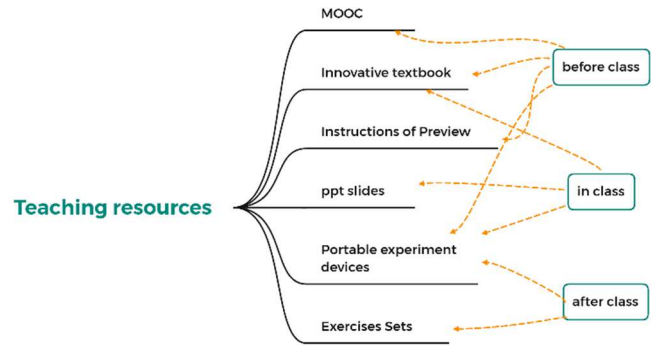 MOOC
before class
Innovative textbook
Instructions of Preview
ppt slides
in class
Teaching resources
Portable experiment
devices
after class
Exercises Sets